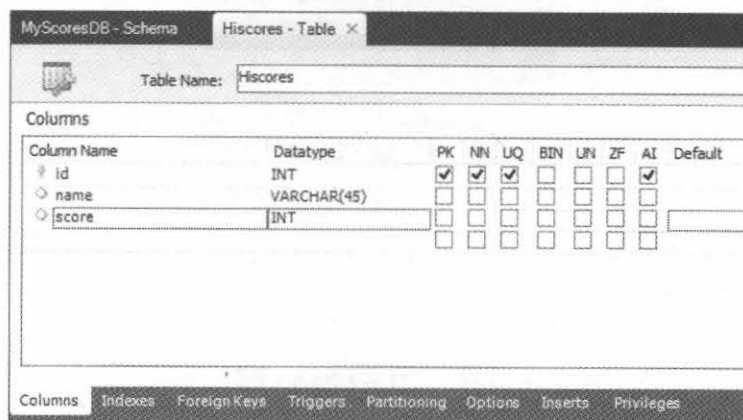 MyScoresDB - Schema Hiscores - Table ×
Table Name: Hiscores
Columns
Column Name Datatype PK NN UQ BIN UN ZF AI Default
id INT
name VARCHAR(45)
score INT
Columns Indexes Foreign Keys Triggers Partitioning Options Inserts Privileges